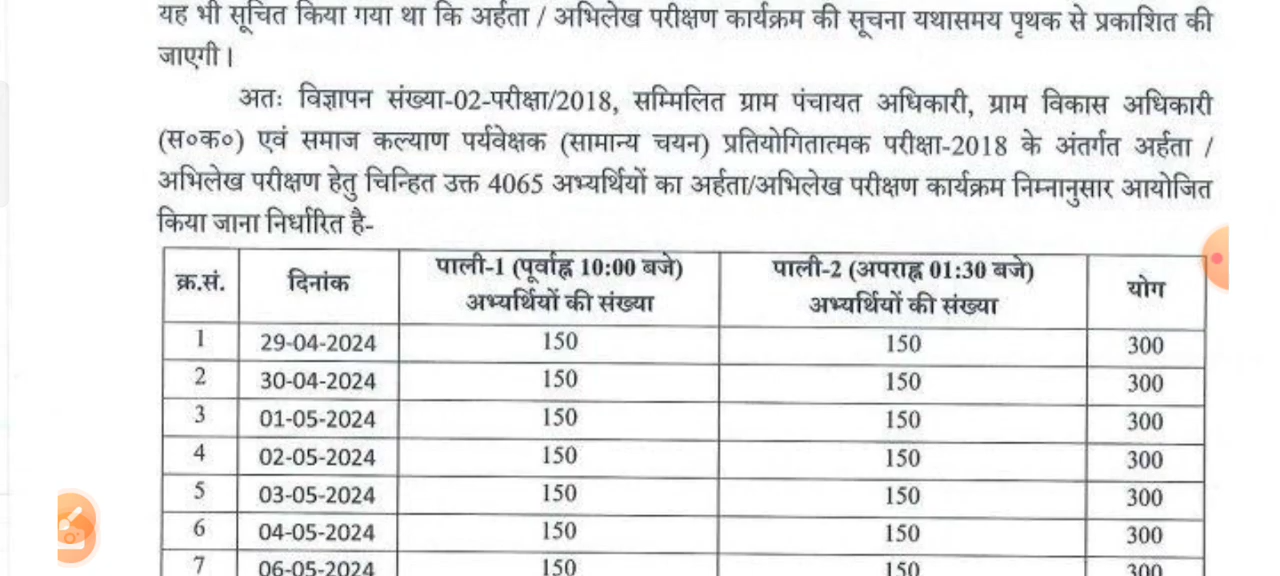 यह भी सूचित किया गया था कि अर्हता / अभिलेख परीक्षण कार्यक्रम की सूचना यथासमय पृथक से प्रकाशित की
जाएगी।
अतः विज्ञापन संख्या-02-परीक्षा/2018, सम्मिलित ग्राम पंचायत अधिकारी, ग्राम विकास अधिकारी
(स०क०) एवं समाज कल्याण पर्यवेक्षक (सामान्य चयन) प्रतियोगितात्मक परीक्षा-2018 के अंतर्गत अर्हता /
अभिलेख परीक्षण हेतु चिन्हित उक्त 4065 अभ्यर्थियों का अर्हता/अभिलेख परीक्षण कार्यक्रम निम्नानुसार आयोजित
किया जाना निर्धारित है-
क्र.सं. दिनांक पाली-1 (पूर्वाह्न 10:00 बजे) अभ्यर्थियों की संख्या पाली-2 (अपराह्न 01:30 बजे) अभ्यर्थियों की संख्या योग
1 29-04-2024 150 150 300
2 30-04-2024 150 150 300
3 01-05-2024 150 150 300
4 02-05-2024 150 150 300
5 03-05-2024 150 150 300
6 04-05-2024 150 150 300
7 06-05-2024 150 150 300